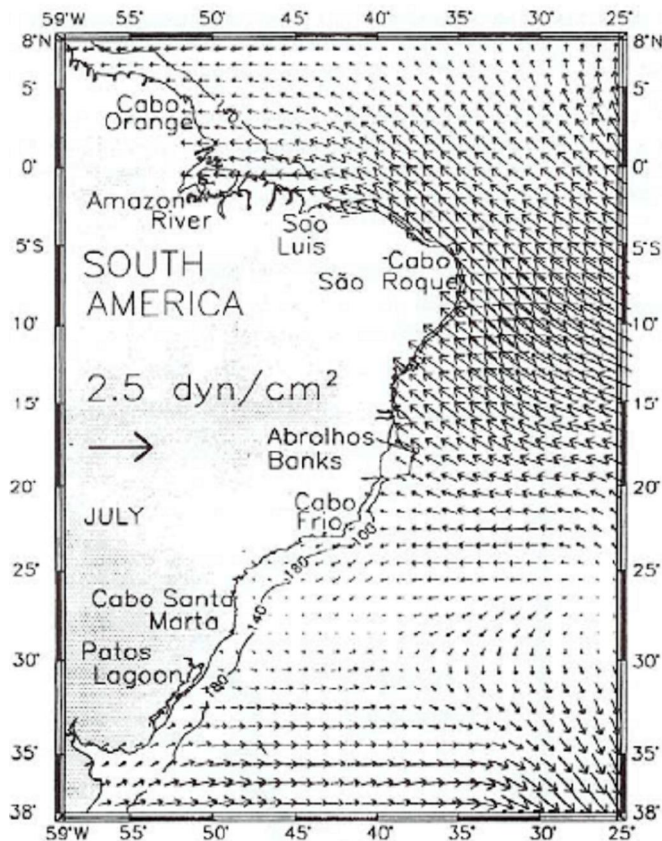 59°W 55° 50° 45° 40° 35° 30° 25°
8°N 8°N
5° 5°
Cabo
Orange
0° 0°
Amazon
River
São
Luis
5°S 5°S
Cabo
São Roque
SOUTH
AMERICA
10° 10°
2.5 dyn/cm²
15° 15°
Abrolhos
Banks
20° 20°
JULY
Cabo
Frio
100
180
25° 25°
Cabo Santa
Marta
140
Patos
Lagoon
30° 30°
180
35° 35°
38° 38°
59°W 55° 50° 45° 40° 35° 30° 25°